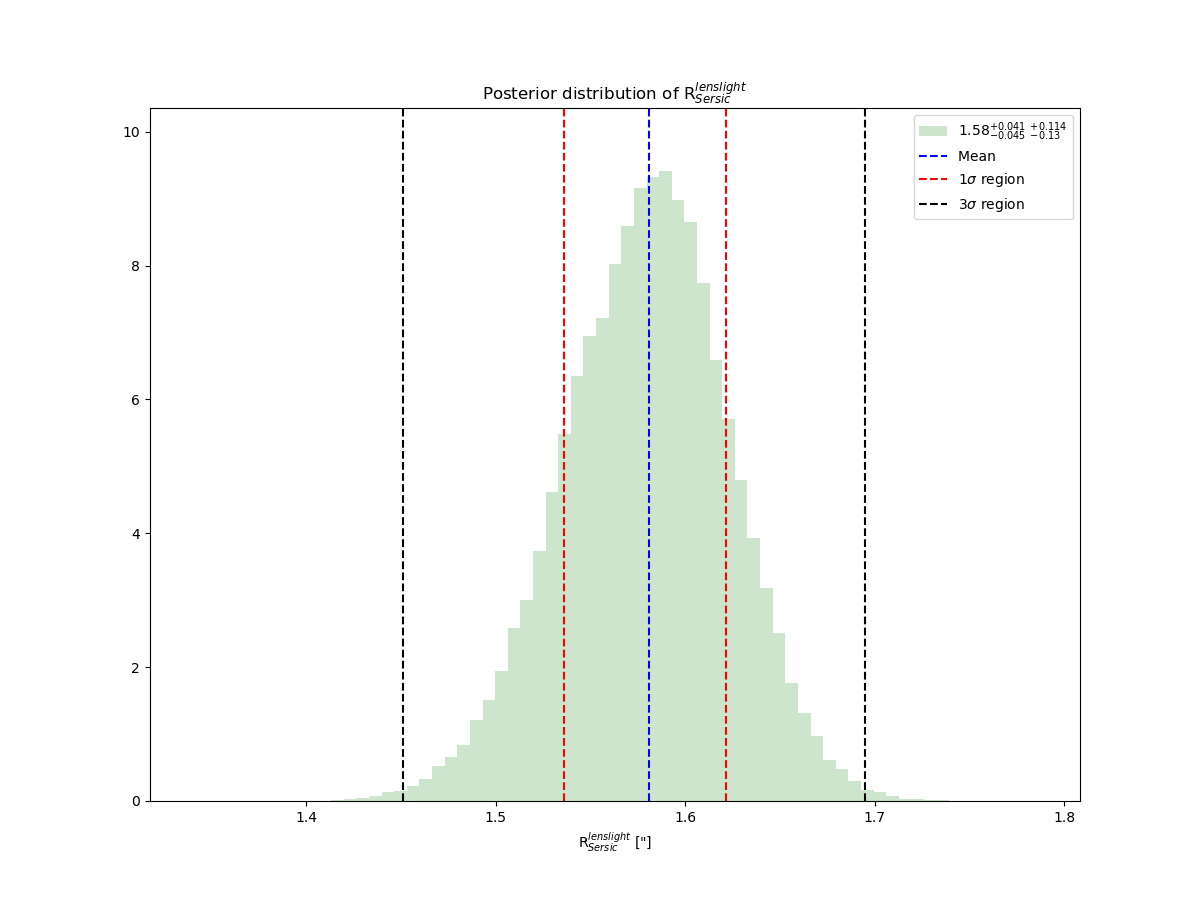 Posterior distribution of R$_{Sersic}^{lenslight}$
10
8
6
4
2
0
1.4 1.5 1.6 1.7 1.8
R$_{Sersic}^{lenslight}$ ["]
1.58$_{-0.045}^{+0.041}$ $_{-0.13}^{+0.114}$
Mean
1σ region
3σ region